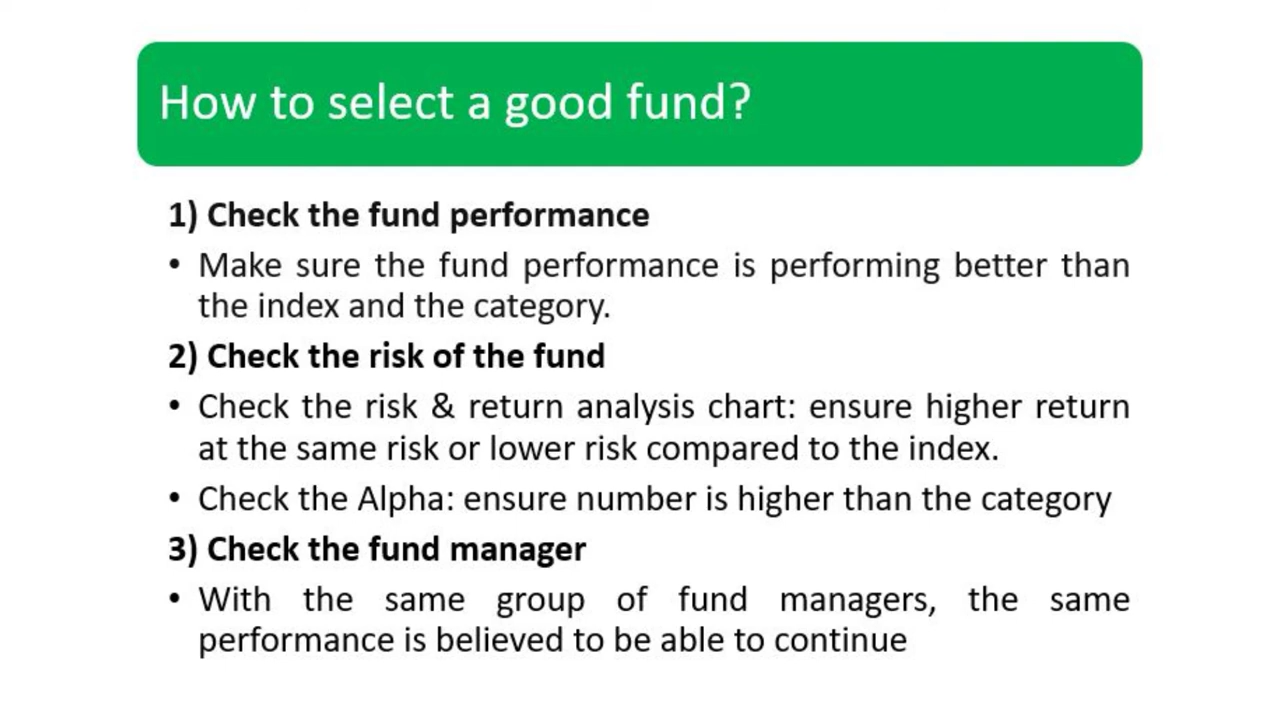 How to select a good fund?
1) Check the fund performance
• Make sure the fund performance is performing better than
the index and the category.
2) Check the risk of the fund
• Check the risk & return analysis chart: ensure higher return
at the same risk or lower risk compared to the index.
• Check the Alpha: ensure number is higher than the category
3) Check the fund manager
• With the same group of fund managers, the same
performance is believed to be able to continue